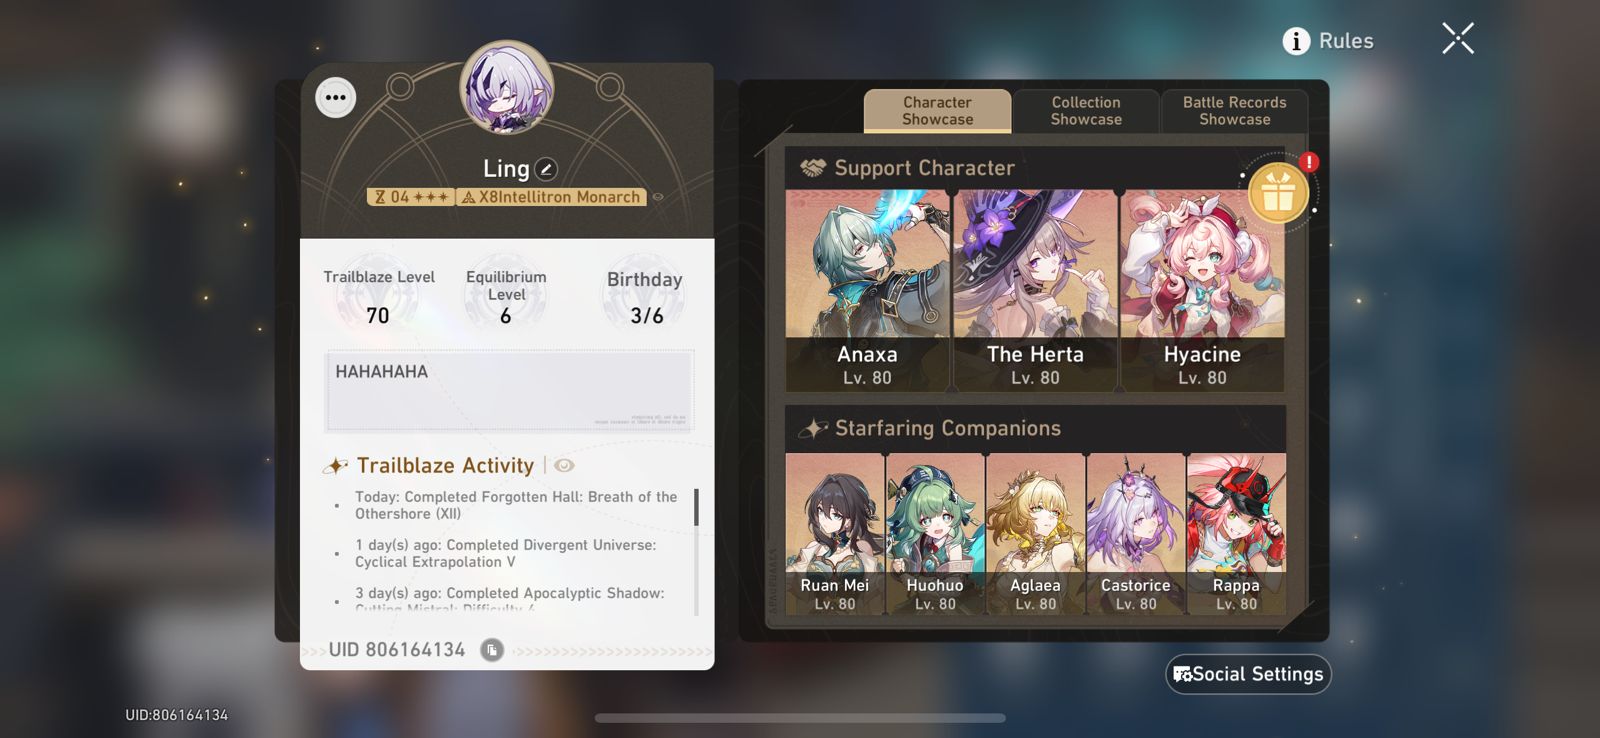 Rules
Ling
04 X8Intellitron Monarch
Trailblaze Level
70
Equilibrium
Level
6
Birthday
3/6
HAHAHAHA
Trailblaze Activity
Today: Completed Forgotten Hall: Breath of the
Othershore (XII)
1 day(s) ago: Completed Divergent Universe:
Cyclical Extrapolation V
3 day(s) ago: Completed Apocalyptic Shadow:
Cutting Mistral: Difficulty 4
UID 806164134
UID:806164134
Character
Showcase
Collection
Showcase
Battle Records
Showcase
Support Character
Anaxa
Lv. 80
The Herta
Lv. 80
Hyacine
Lv. 80
Starfaring Companions
Ruan Mei
Lv. 80
Huohuo
Lv. 80
Aglaea
Lv. 80
Castorice
Lv. 80
Rappa
Lv. 80
Social Settings